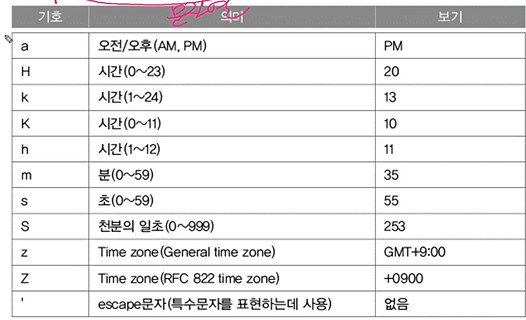 기호 의미 보기
문자열
a 오전/오후(AM, PM) PM
H 시간(0～23) 20
k 시간(1～24) 13
K 시간(0～11) 10
h 시간(1～12) 11
m 분(0～59) 35
s 초(0～59) 55
S 천분의 일초(0～999) 253
z Time zone(General time zone) GMT+9:00
Z Time zone(RFC 822 time zone) +0900
' escape문자(특수문자를 표현하는데 사용) 없음